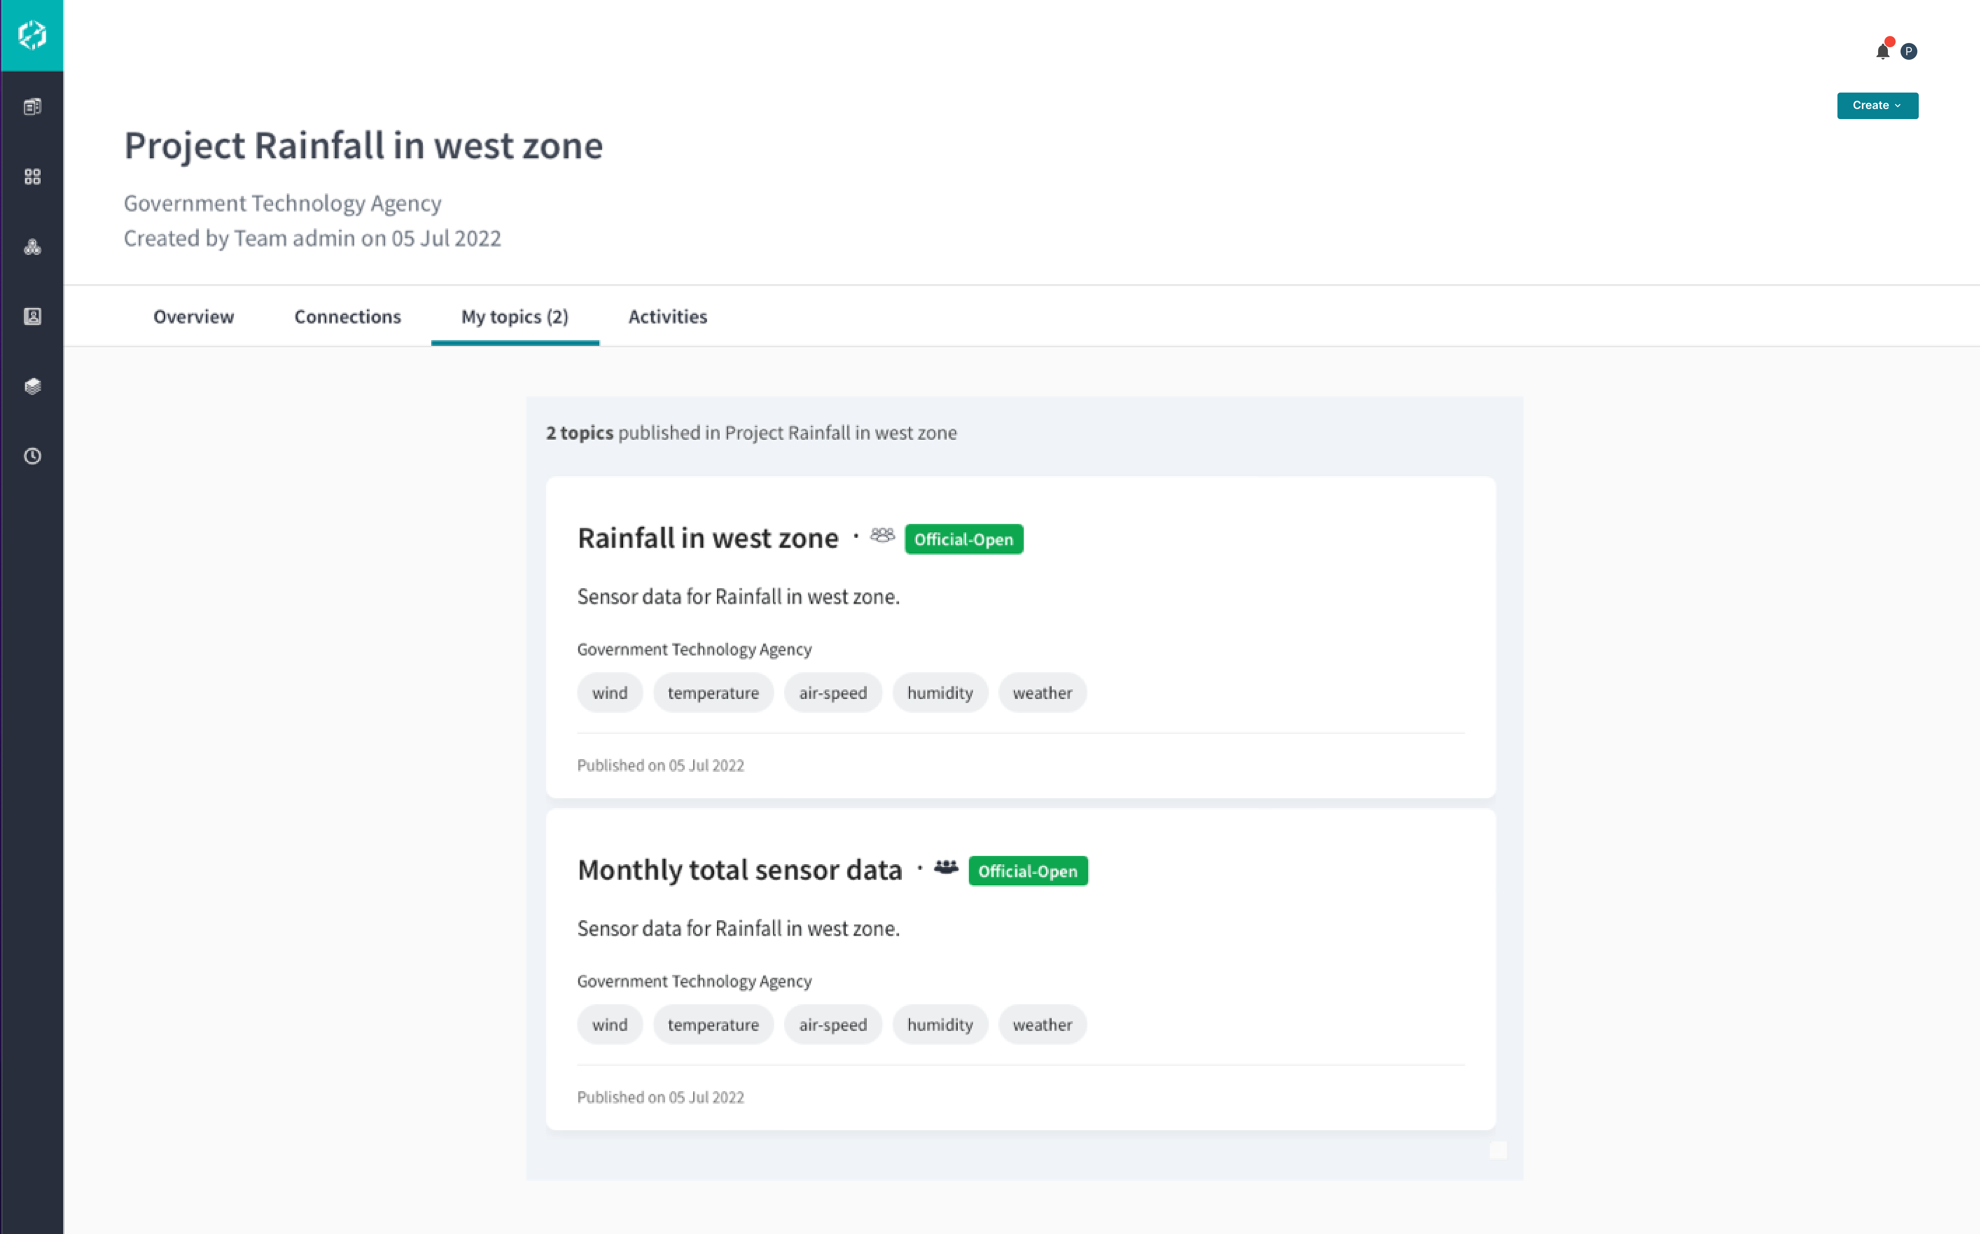 P
Create
Project Rainfall in west zone
Government Technology Agency
Created by Team admin on 05 Jul 2022
Overview Connections My topics (2) Activities
2 topics published in Project Rainfall in west zone
Rainfall in west zone · Official-Open
Sensor data for Rainfall in west zone.
Government Technology Agency
wind temperature air-speed humidity weather
Published on 05 Jul 2022
Monthly total sensor data · Official-Open
Sensor data for Rainfall in west zone.
Government Technology Agency
wind temperature air-speed humidity weather
Published on 05 Jul 2022